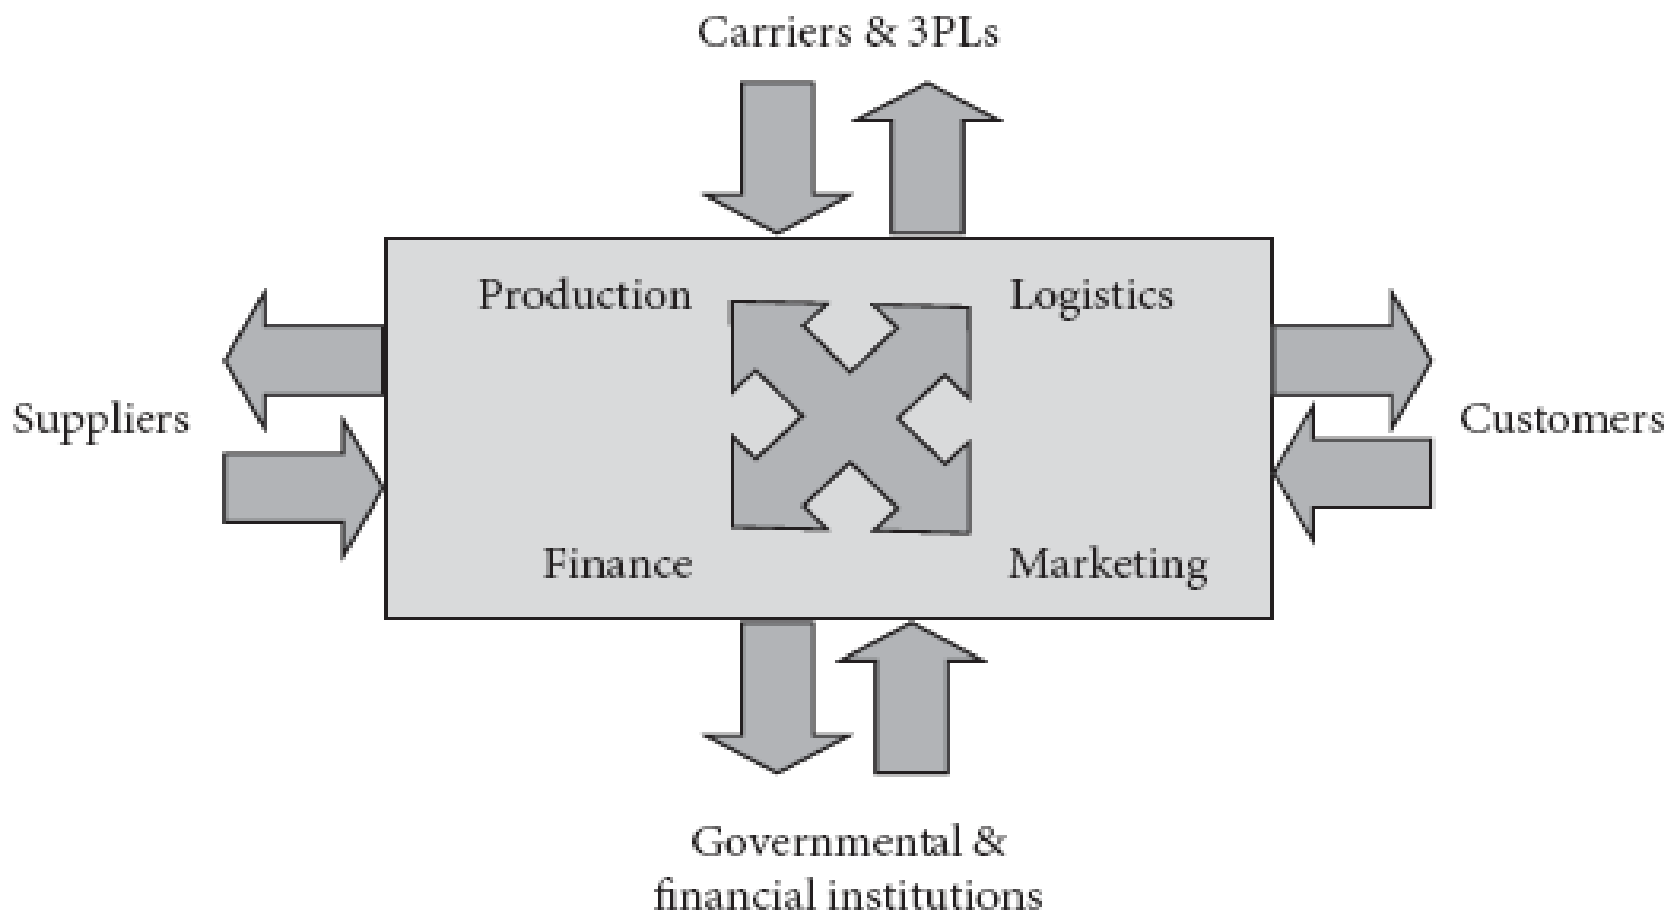 Carriers & 3PLs
Production
Logistics
Suppliers
Customers
Finance
Marketing
Governmental &
financial institutions